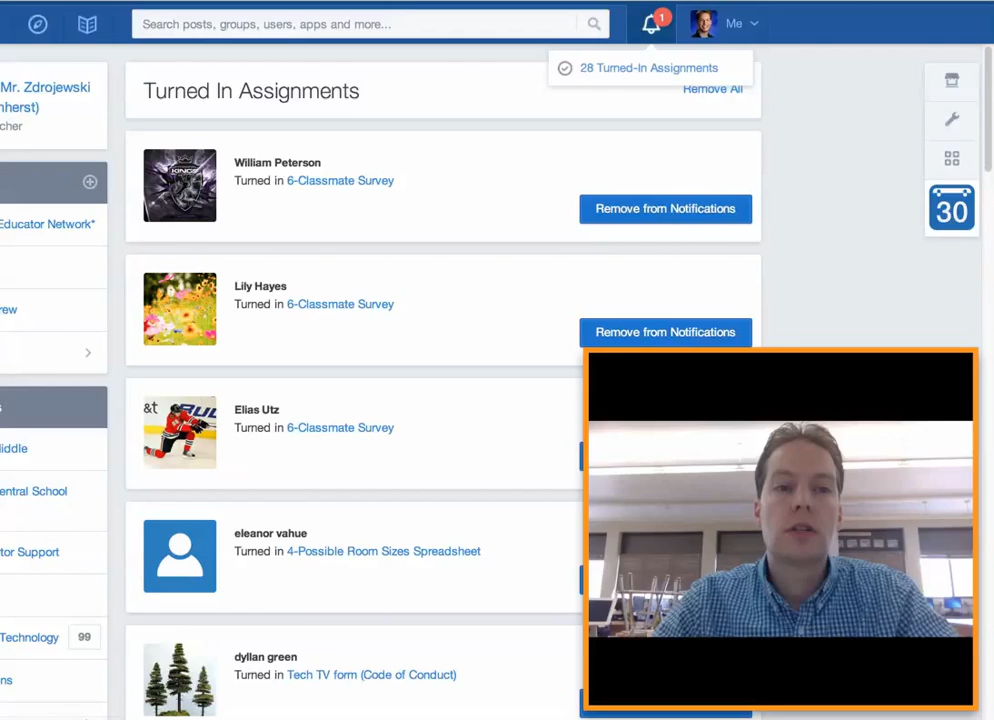 Search posts, groups, users, apps and more...
1
Me
28 Turned-In Assignments
Mr. Zdrojewski
mherst)
cher
Turned In Assignments
Remove All
William Peterson
Turned in 6-Classmate Survey
Remove from Notifications
30
Educator Network*
Lily Hayes
Turned in 6-Classmate Survey
Remove from Notifications
rew
s
Elias Utz
Turned in 6-Classmate Survey
&t
KINGS
iddle
entral School
eleanor vahue
Turned in 4-Possible Room Sizes Spreadsheet
tor Support
Technology 99
dyllan green
Turned in Tech TV form (Code of Conduct)
ns